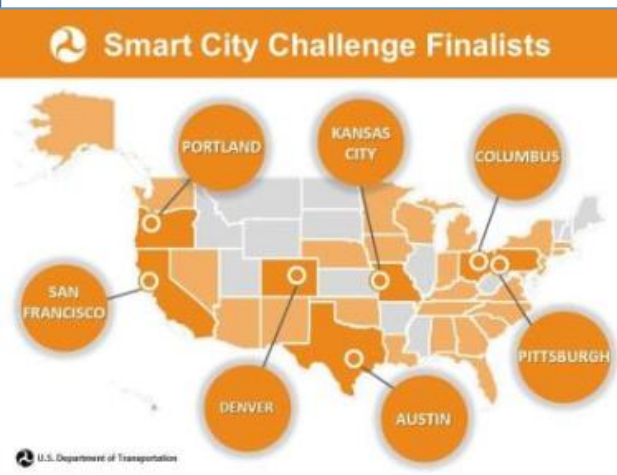 Smart City Challenge Finalists
PORTLAND
KANSAS
CITY
COLUMBUS
SAN
FRANCISCO
PITTSBURGH
DENVER
AUSTIN
U.S. Department of Transportation